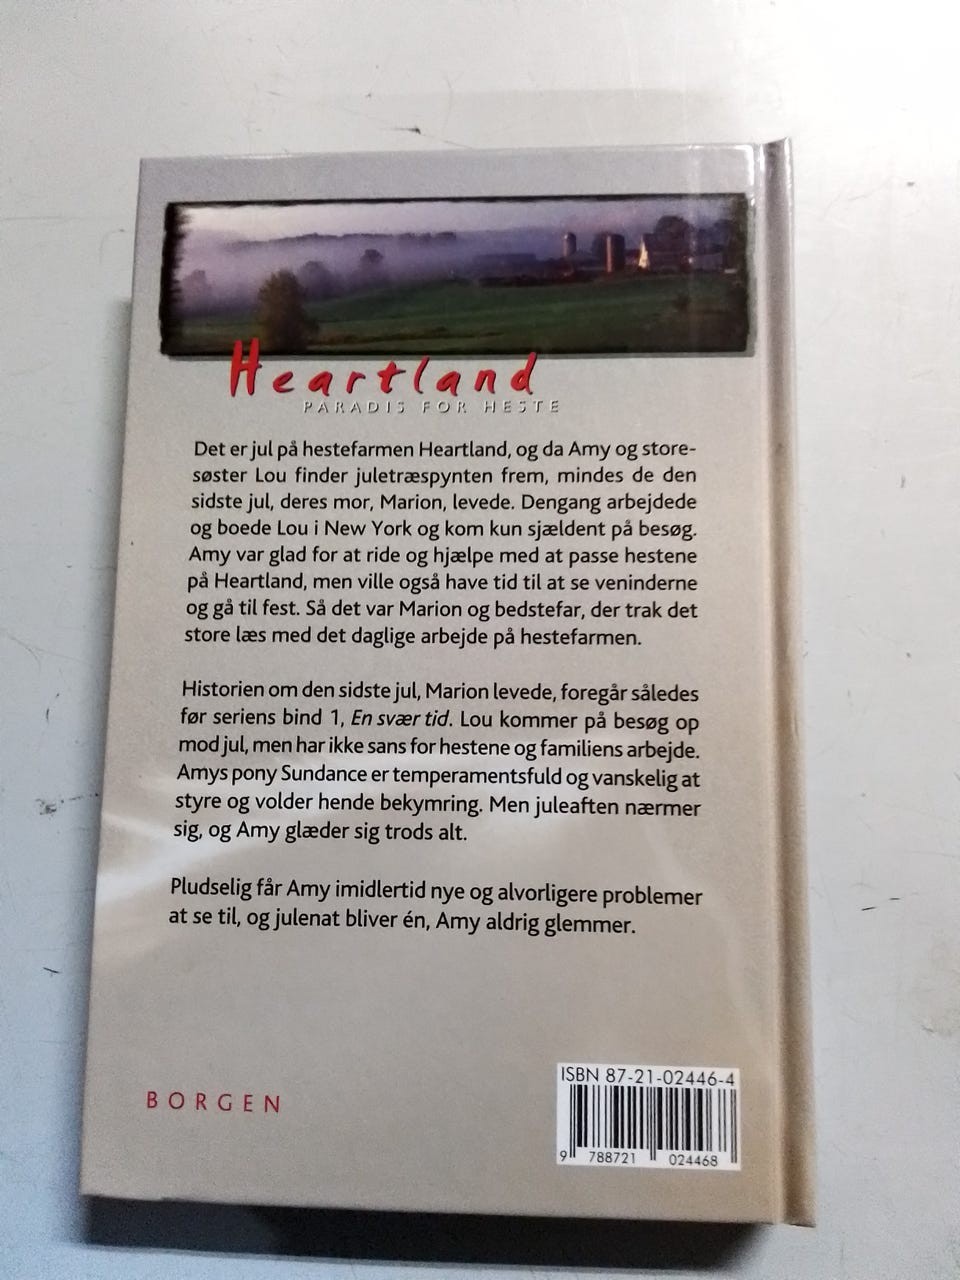 Heartland
PARADIS FOR HESTE
Det er jul på hestefarmen Heartland, og da Amy og store-
søster Lou finder juletræspynten frem, mindes de den
sidste jul, deres mor, Marion, levede. Dengang arbejdede
og boede Lou i New York og kom kun sjældent på besøg.
Amy var glad for at ride og hjælpe med at passe hestene
på Heartland, men ville også have tid til at se veninderne
og gå til fest. Så det var Marion og bedstefar, der trak det
store læs med det daglige arbejde på hestefarmen.
Historien om den sidste jul, Marion levede, foregår således
før seriens bind 1, En svær tid. Lou kommer på besøg op
mod jul, men har ikke sans for hestene og familiens arbejde.
Amys pony Sundance er temperamentsfuld og vanskelig at
styre og volder hende bekymring. Men juleaften nærmer
sig, og Amy glæder sig trods alt.
Pludselig får Amy imidlertid nye og alvorligere problemer
at se til, og julenat bliver én, Amy aldrig glemmer.
BORGEN
ISBN 87-21-02446-4
9 788721 024468